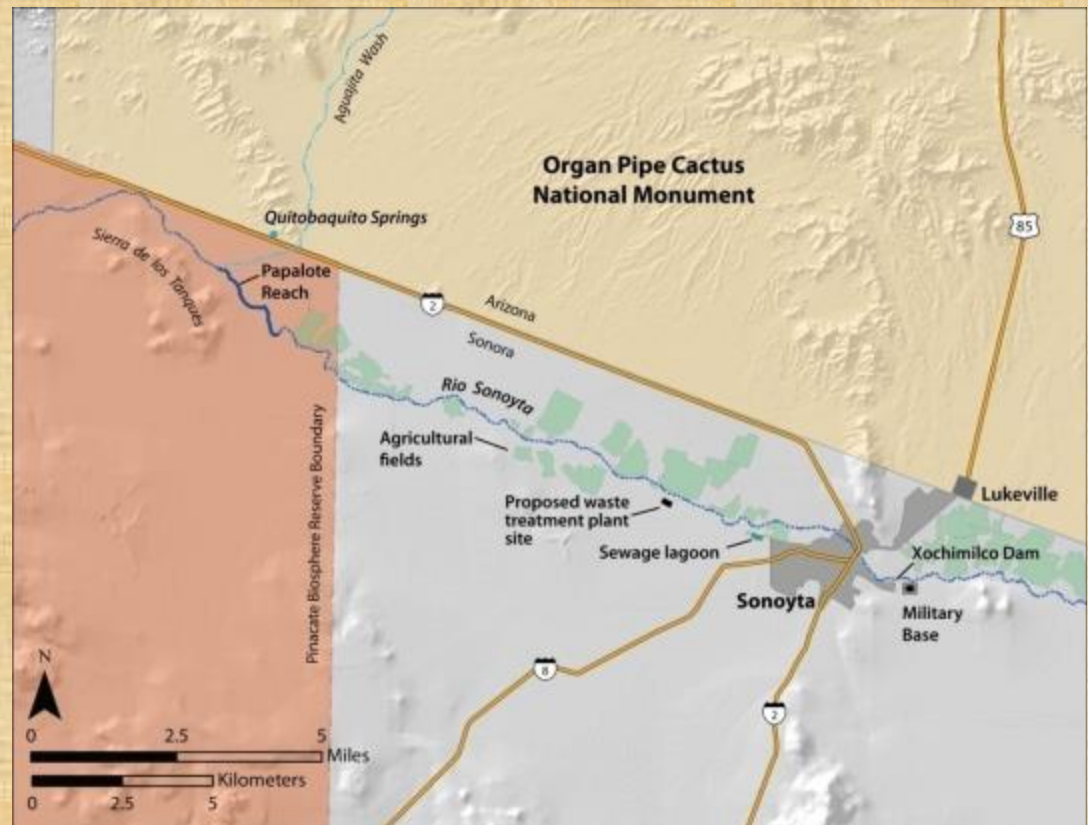 Aguajita Wash
Organ Pipe Cactus
National Monument
85
Quitobaquito Springs
Sierra de los Tanques
Papalote
Reach
2
Arizona
Sonora
Rio Sonoyta
Agricultural
fields
Pinacate Biosphere Reserve Boundary
Proposed waste
treatment plant
site
Lukeville
Sewage lagoon
Xochimilco Dam
Sonoyta
Military
Base
8
2
N
0 2.5 5
Miles
Kilometers
0 2.5 5